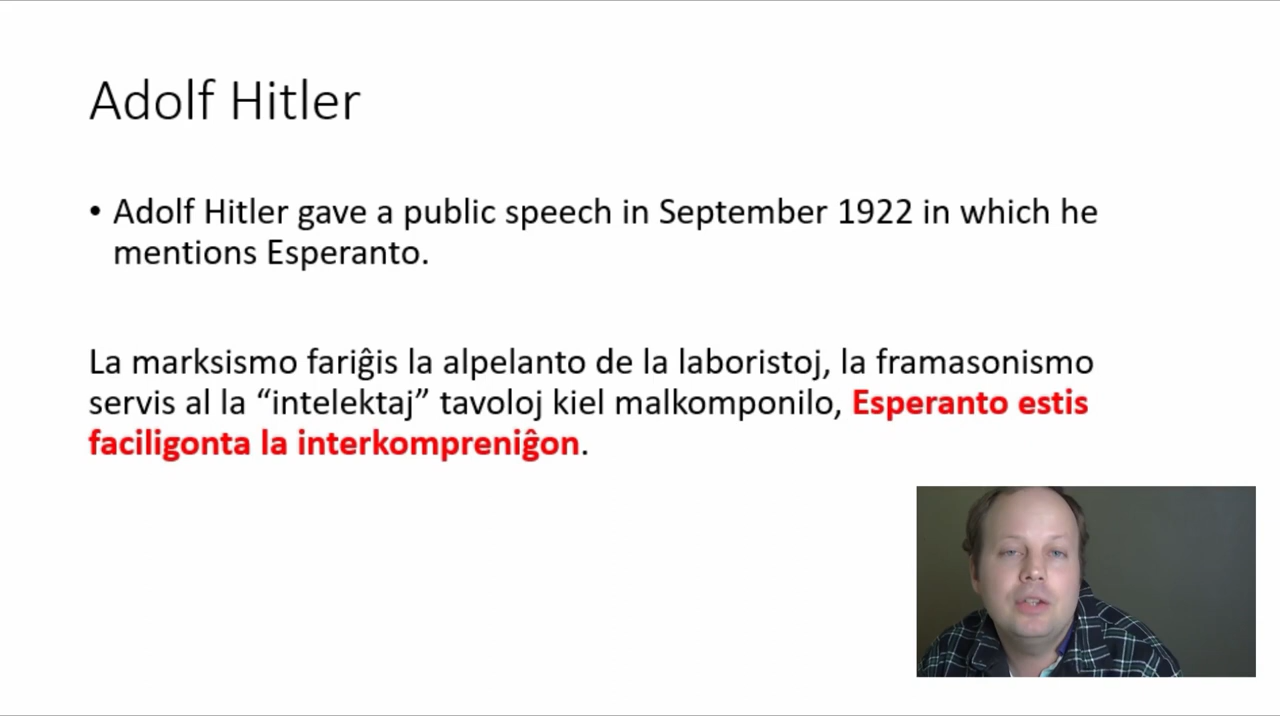 Adolf Hitler
• Adolf Hitler gave a public speech in September 1922 in which he
mentions Esperanto.
La marksismo fariĝis la alpelanto de la laboristoj, la framasonismo
servis al la “intelektaj” tavoloj kiel malkomponilo, Esperanto estis
faciligonta la interkompreniĝon.